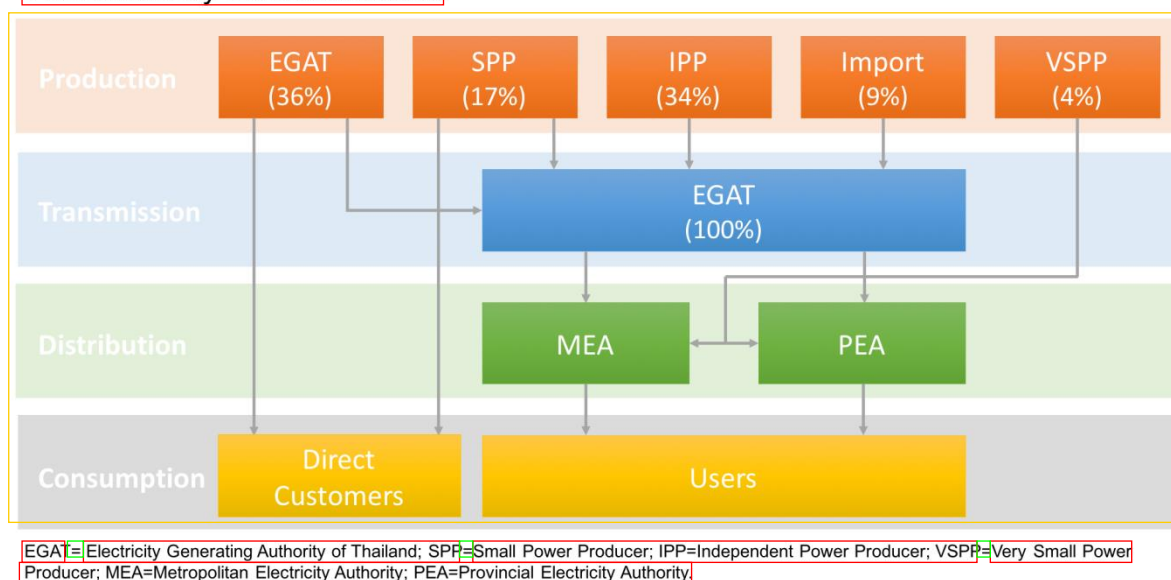 Production
EGAT
(36%)
SPP
(17%)
IPP
(34%)
Import
(9%)
VSPP
(4%)
Transmission
EGAT
(100%)
Distribution
MEA
PEA
Consumption
Direct
Customers
Users
EGAT= Electricity Generating Authority of Thailand; SPP=Small Power Producer; IPP=Independent Power Producer; VSPP=Very Small Power
Producer; MEA=Metropolitan Electricity Authority; PEA=Provincial Electricity Authority.